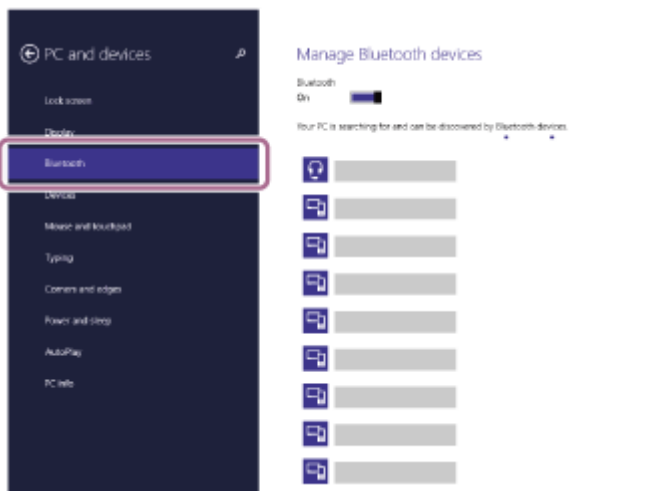 PC and devices
Lock screen
Display
Bluetooth
Devices
Mouse and touchpad
Typing
Corners and edges
Power and sleep
AutoPlay
PC info
Manage Bluetooth devices
Bluetooth
On
Your PC is searching for and can be discovered by Bluetooth devices.